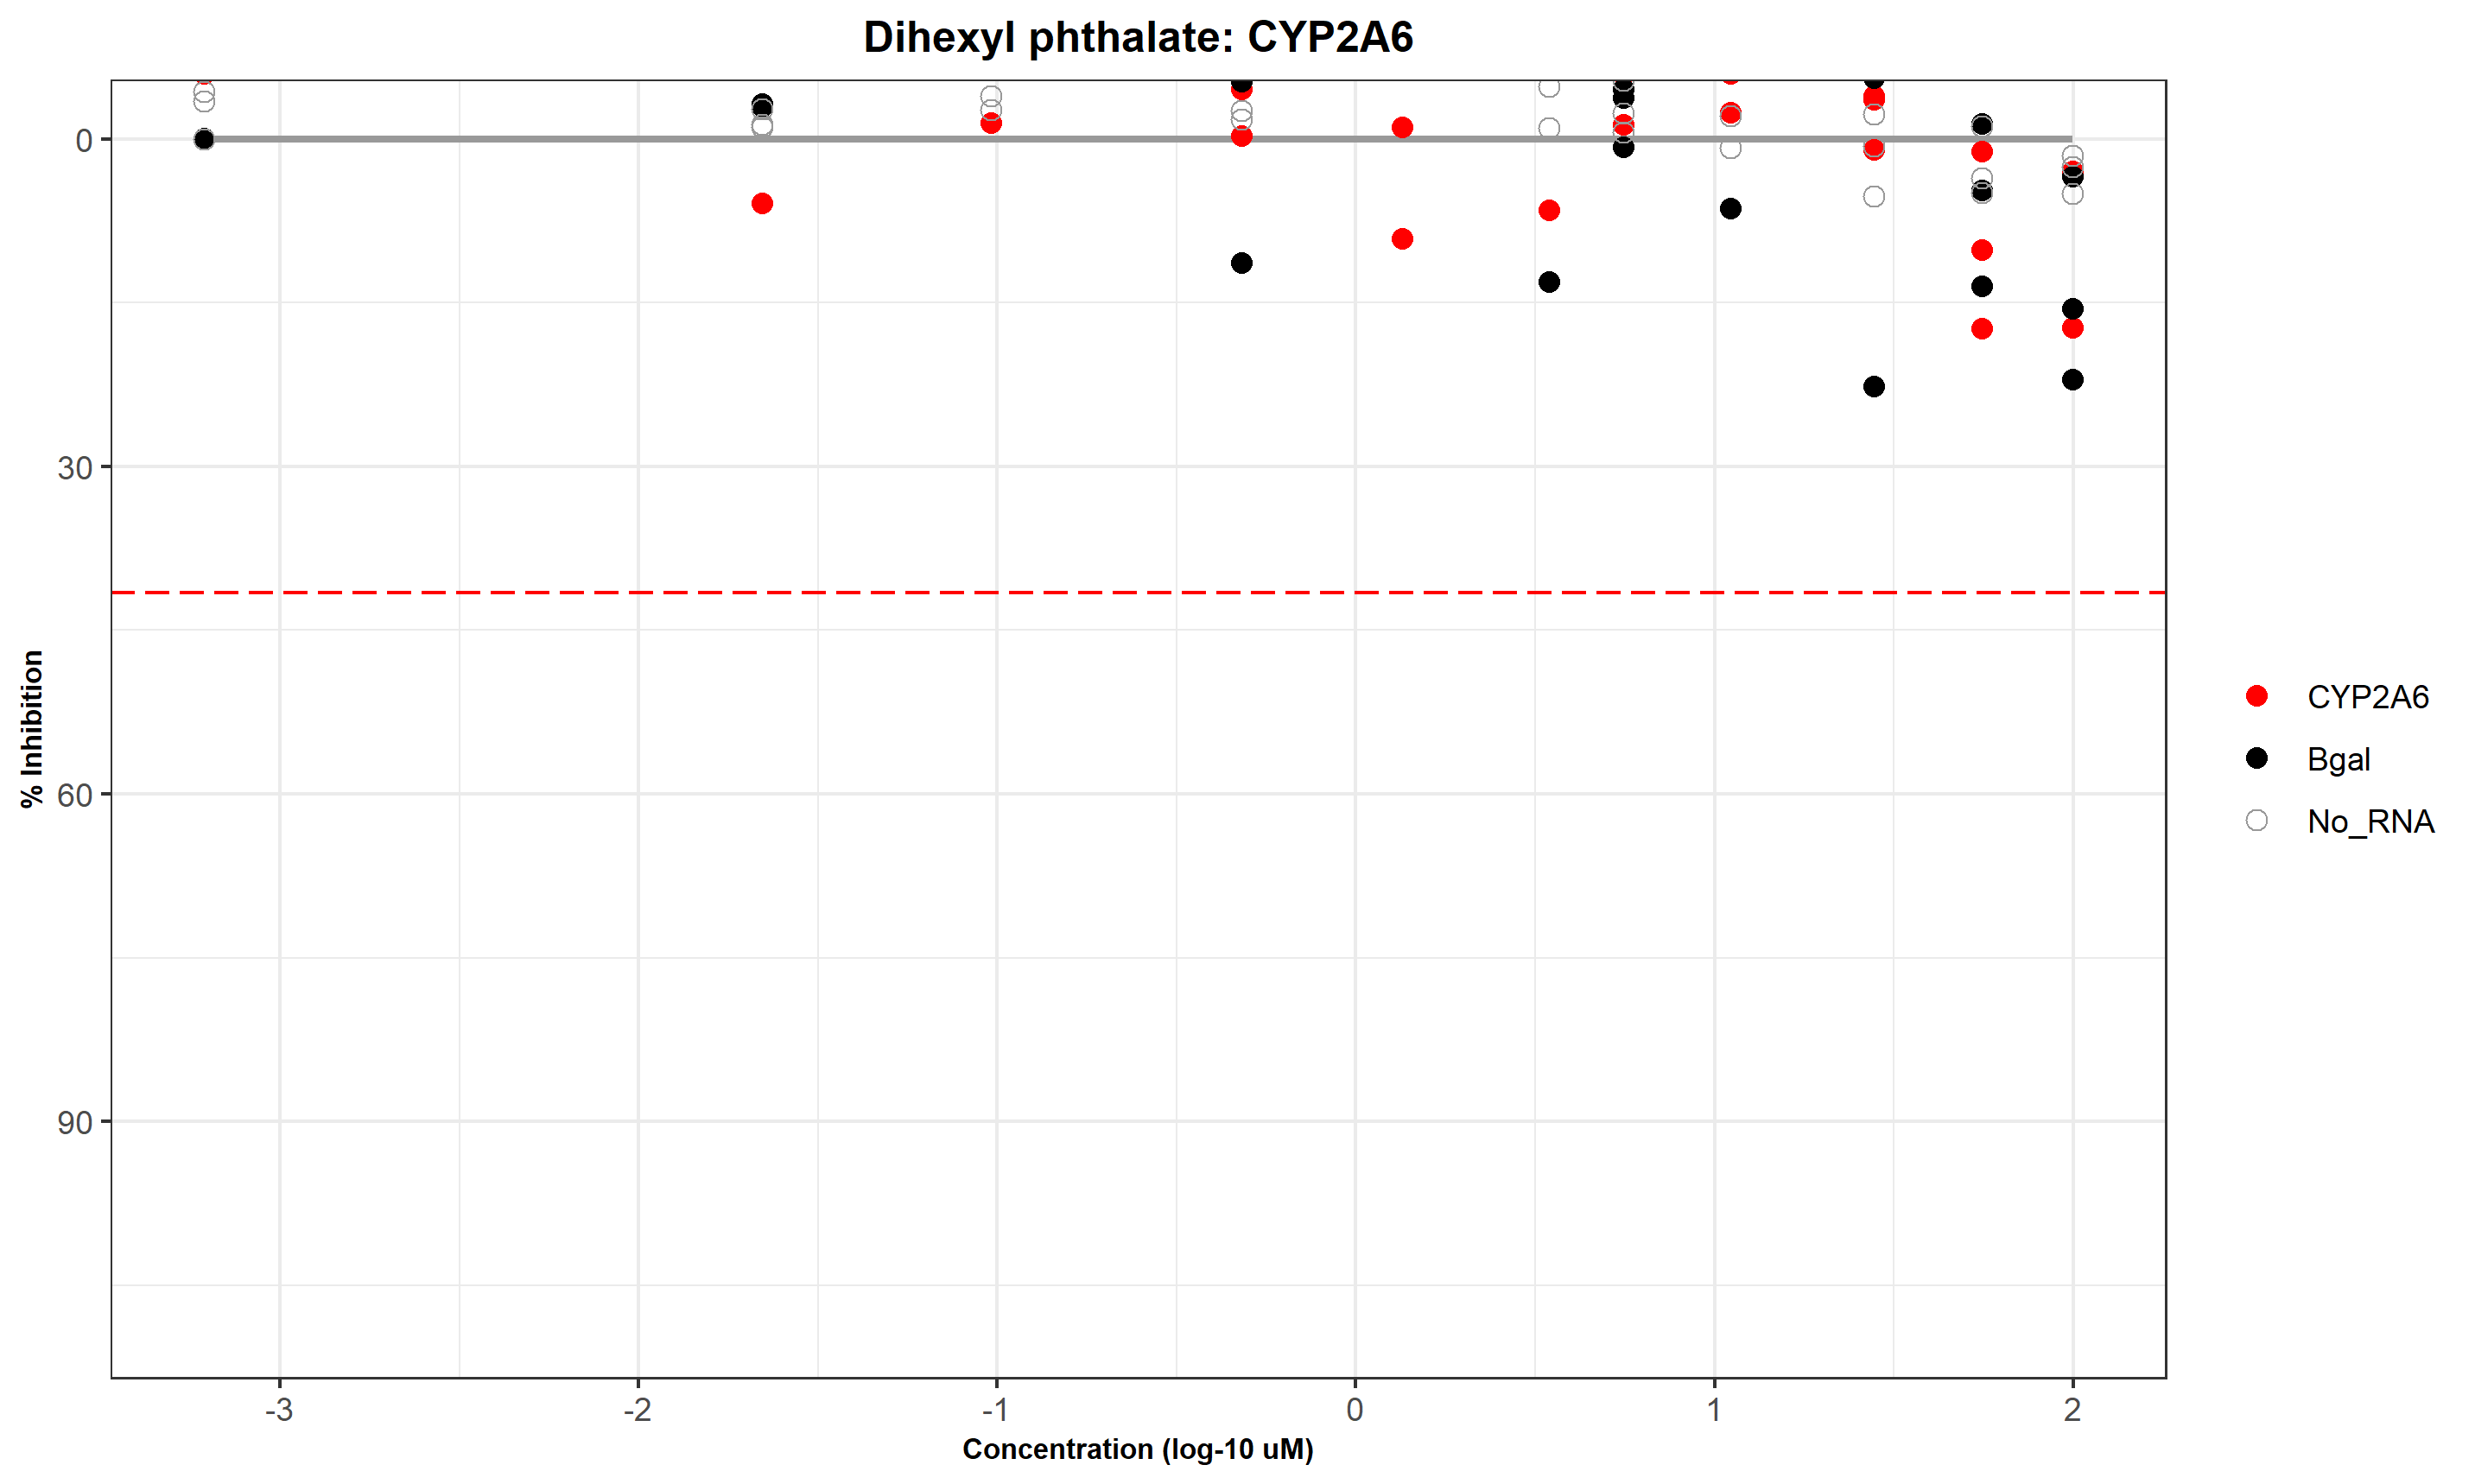 Dihexyl phthalate: CYP2A6
% Inhibition
0
30
60
90
-3
-2
-1
0
1
2
Concentration (log-10 uM)
CYP2A6
Bgal
No_RNA